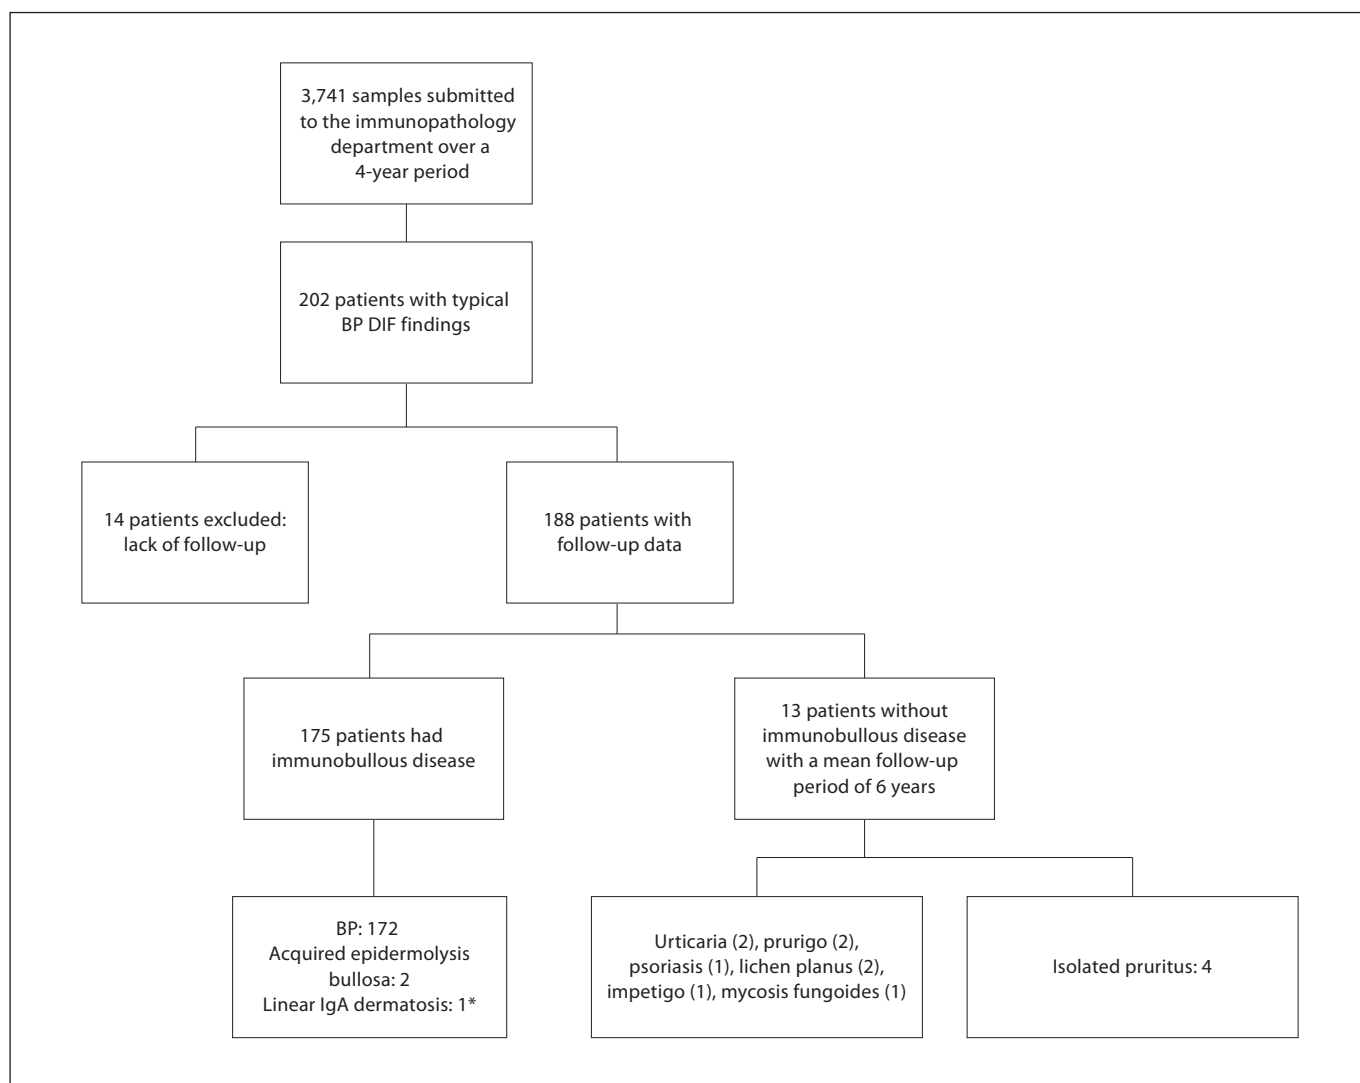 3,741 samples submitted
to the immunopathology
department over a
4-year period
202 patients with typical
BP DIF findings
14 patients excluded:
lack of follow-up
188 patients with
follow-up data
175 patients had
immunobullous disease
13 patients without
immunobullous disease
with a mean follow-up
period of 6 years
BP: 172
Acquired epidermolysis
bullosa: 2
Linear IgA dermatosis: 1*
Urticaria (2), prurigo (2),
psoriasis (1), lichen planus (2),
impetigo (1), mycosis fungoides (1)
Isolated pruritus: 4